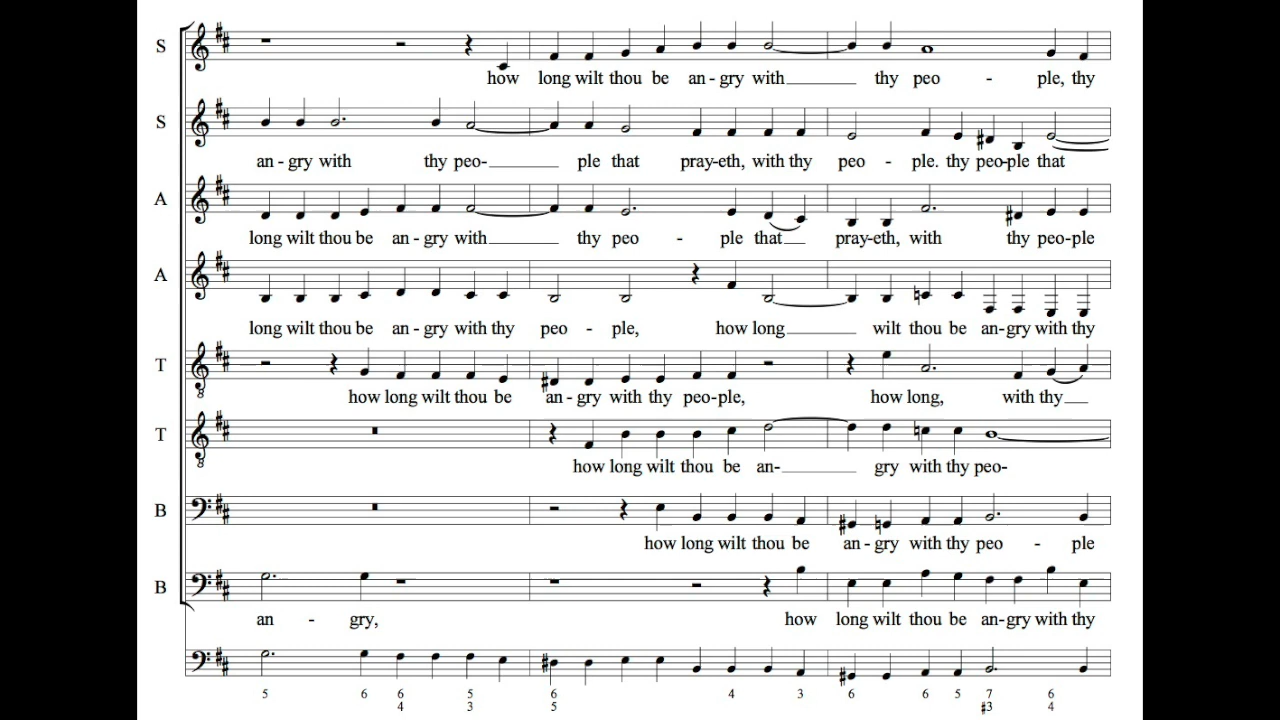 S
how long wilt thou be an - gry with thy peo - ple, thy
S
an - gry with thy peo- ple that pray-eth, with thy peo - ple. thy peo-ple that
A
long wilt thou be an - gry with thy peo - ple that pray-eth, with thy peo-ple
A
long wilt thou be an - gry with thy peo - ple, how long wilt thou be an-gry with thy
T
how long wilt thou be an - gry with thy peo-ple, how long, with thy
T
how long wilt thou be an- gry with thy peo-
B
how long wilt thou be an - gry with thy peo - ple
B
an - gry, how long wilt thou be an-gry with thy
5 6 6 5 6 4 3 6 6 5 7 6
4 3 5 #3 4